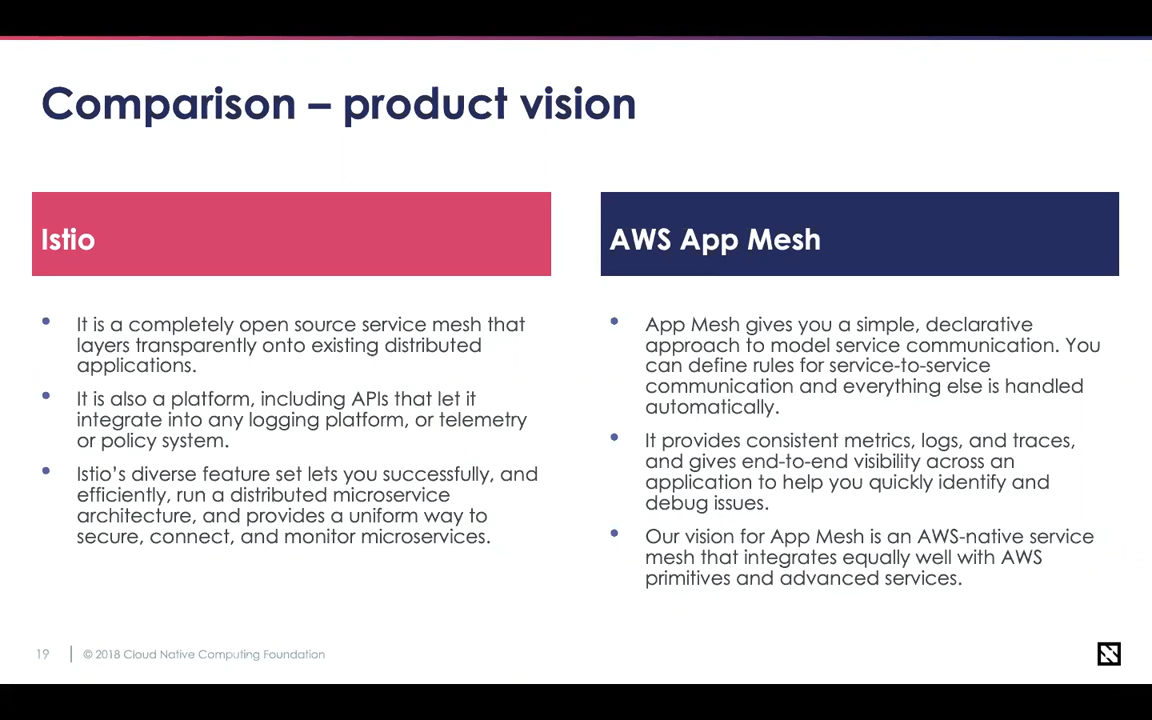 Comparison – product vision
Istio
• It is a completely open source service mesh that
layers transparently onto existing distributed
applications.
• It is also a platform, including APIs that let it
integrate into any logging platform, or telemetry
or policy system.
• Istio’s diverse feature set lets you successfully, and
efficiently, run a distributed microservice
architecture, and provides a uniform way to
secure, connect, and monitor microservices.
AWS App Mesh
• App Mesh gives you a simple, declarative
approach to model service communication. You
can define rules for service-to-service
communication and everything else is handled
automatically.
• It provides consistent metrics, logs, and traces,
and gives end-to-end visibility across an
application to help you quickly identify and
debug issues.
• Our vision for App Mesh is an AWS-native service
mesh that integrates equally well with AWS
primitives and advanced services.
19 © 2018 Cloud Native Computing Foundation